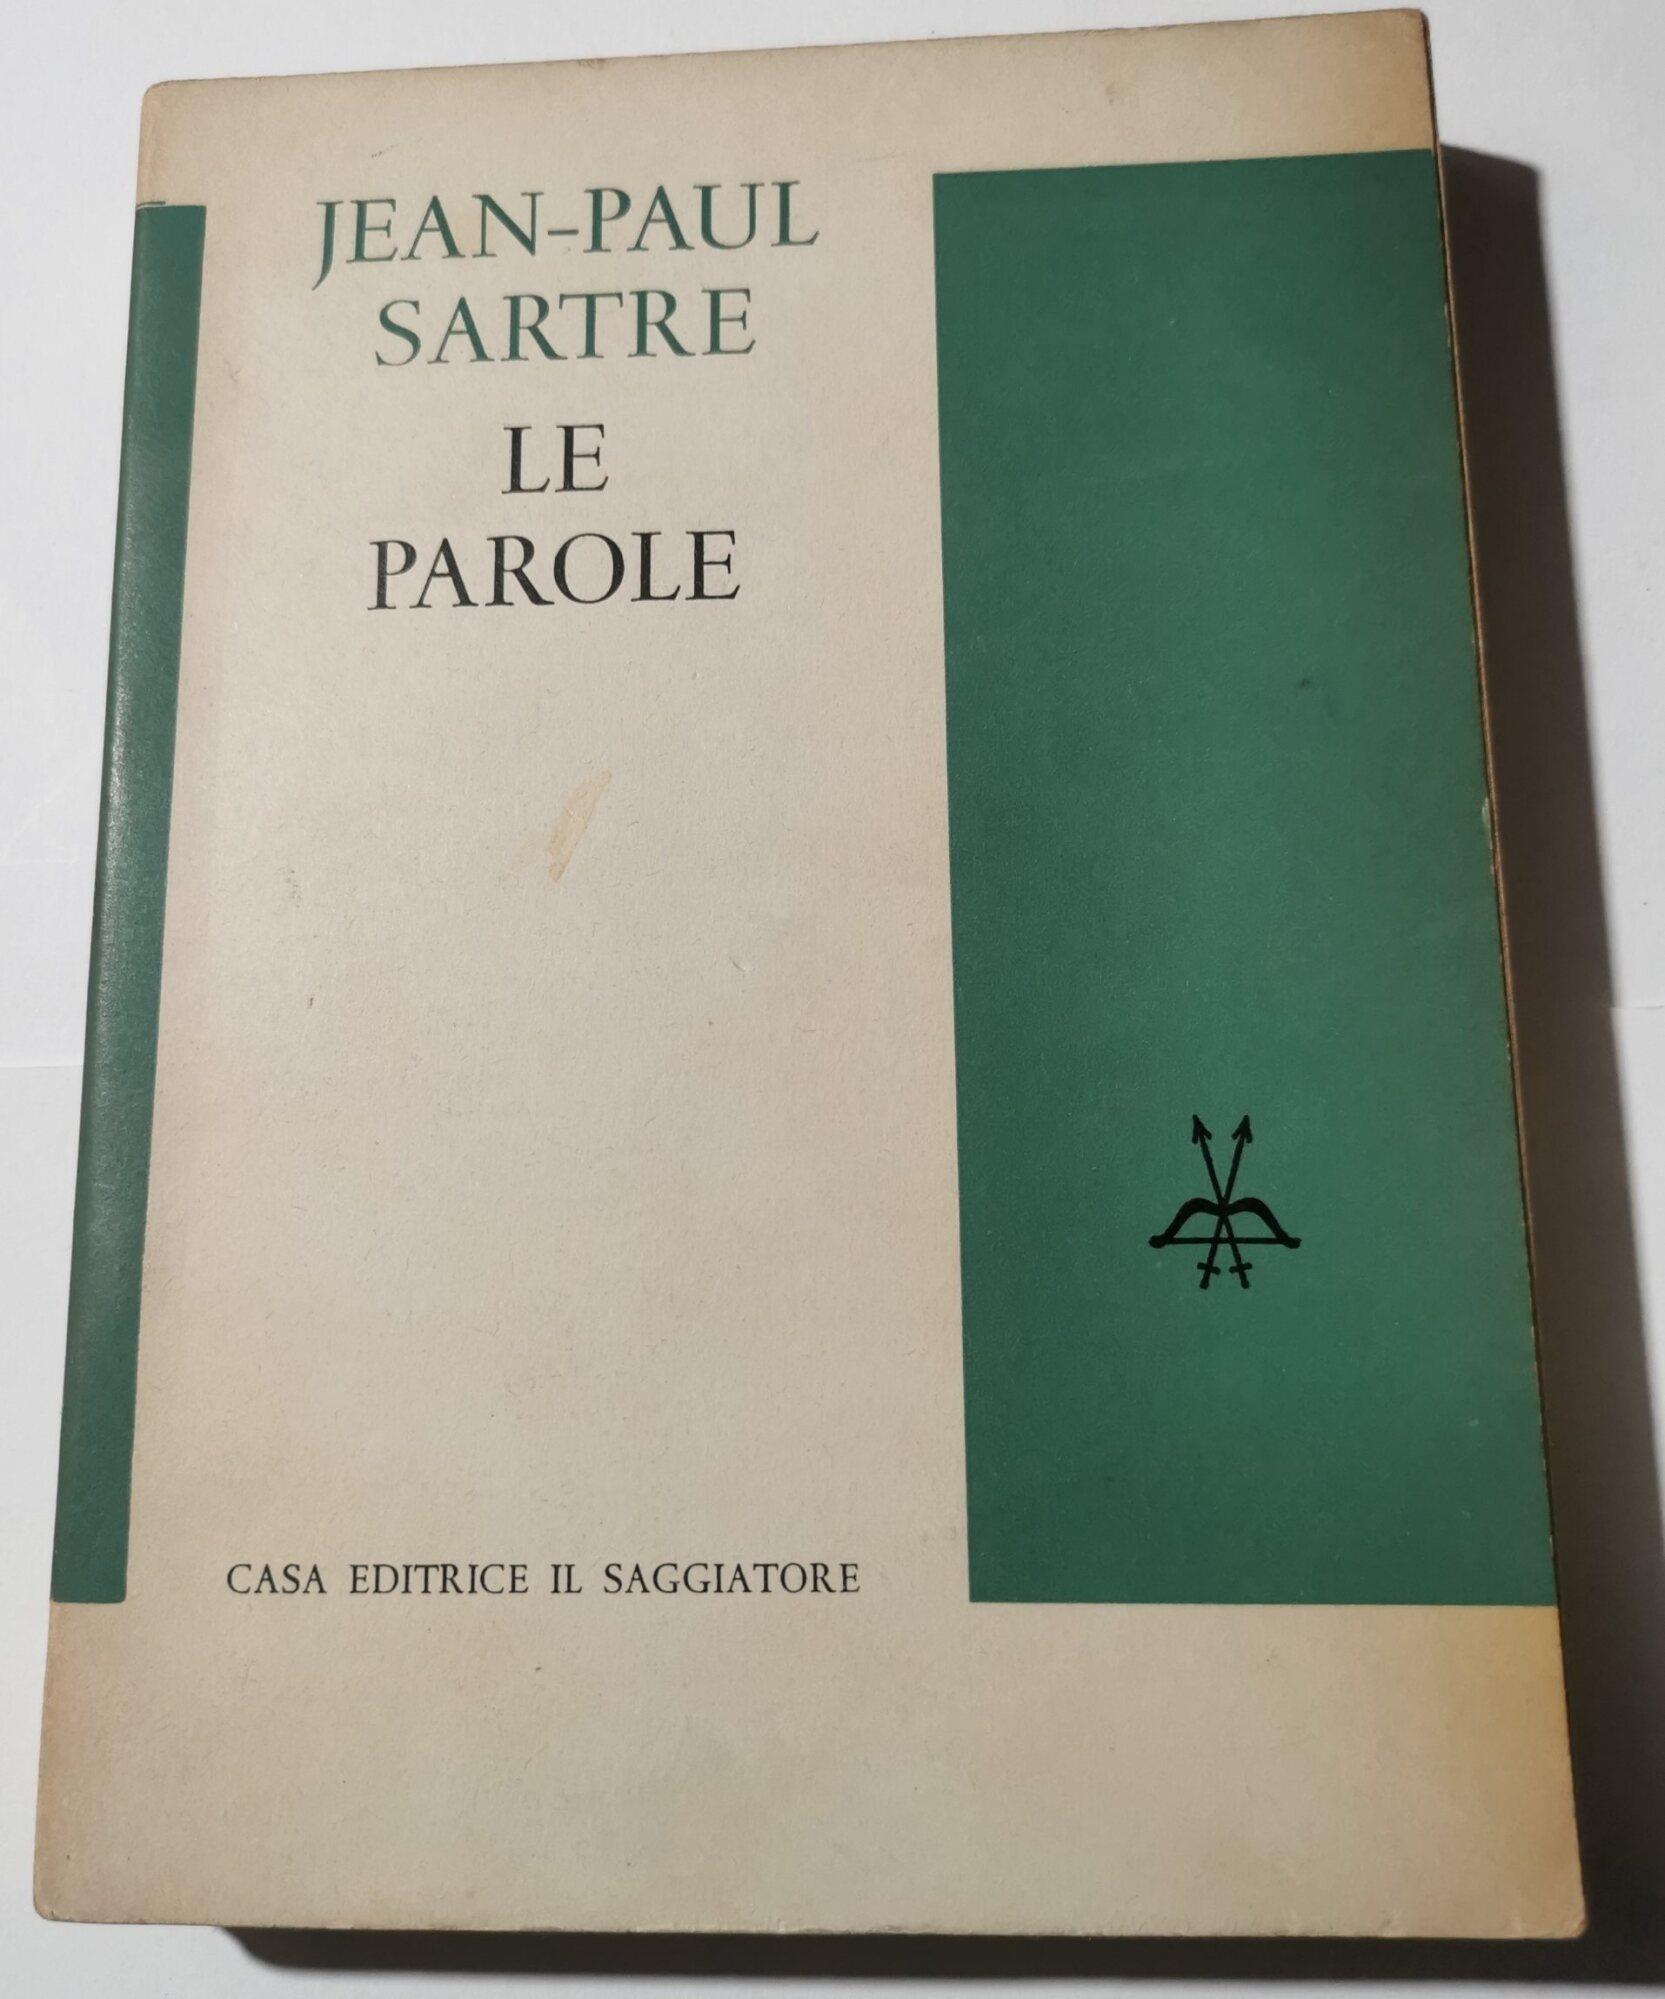 JEAN-PAUL
SARTRE
LE
PAROLE
CASA EDITRICE IL SAGGIATORE